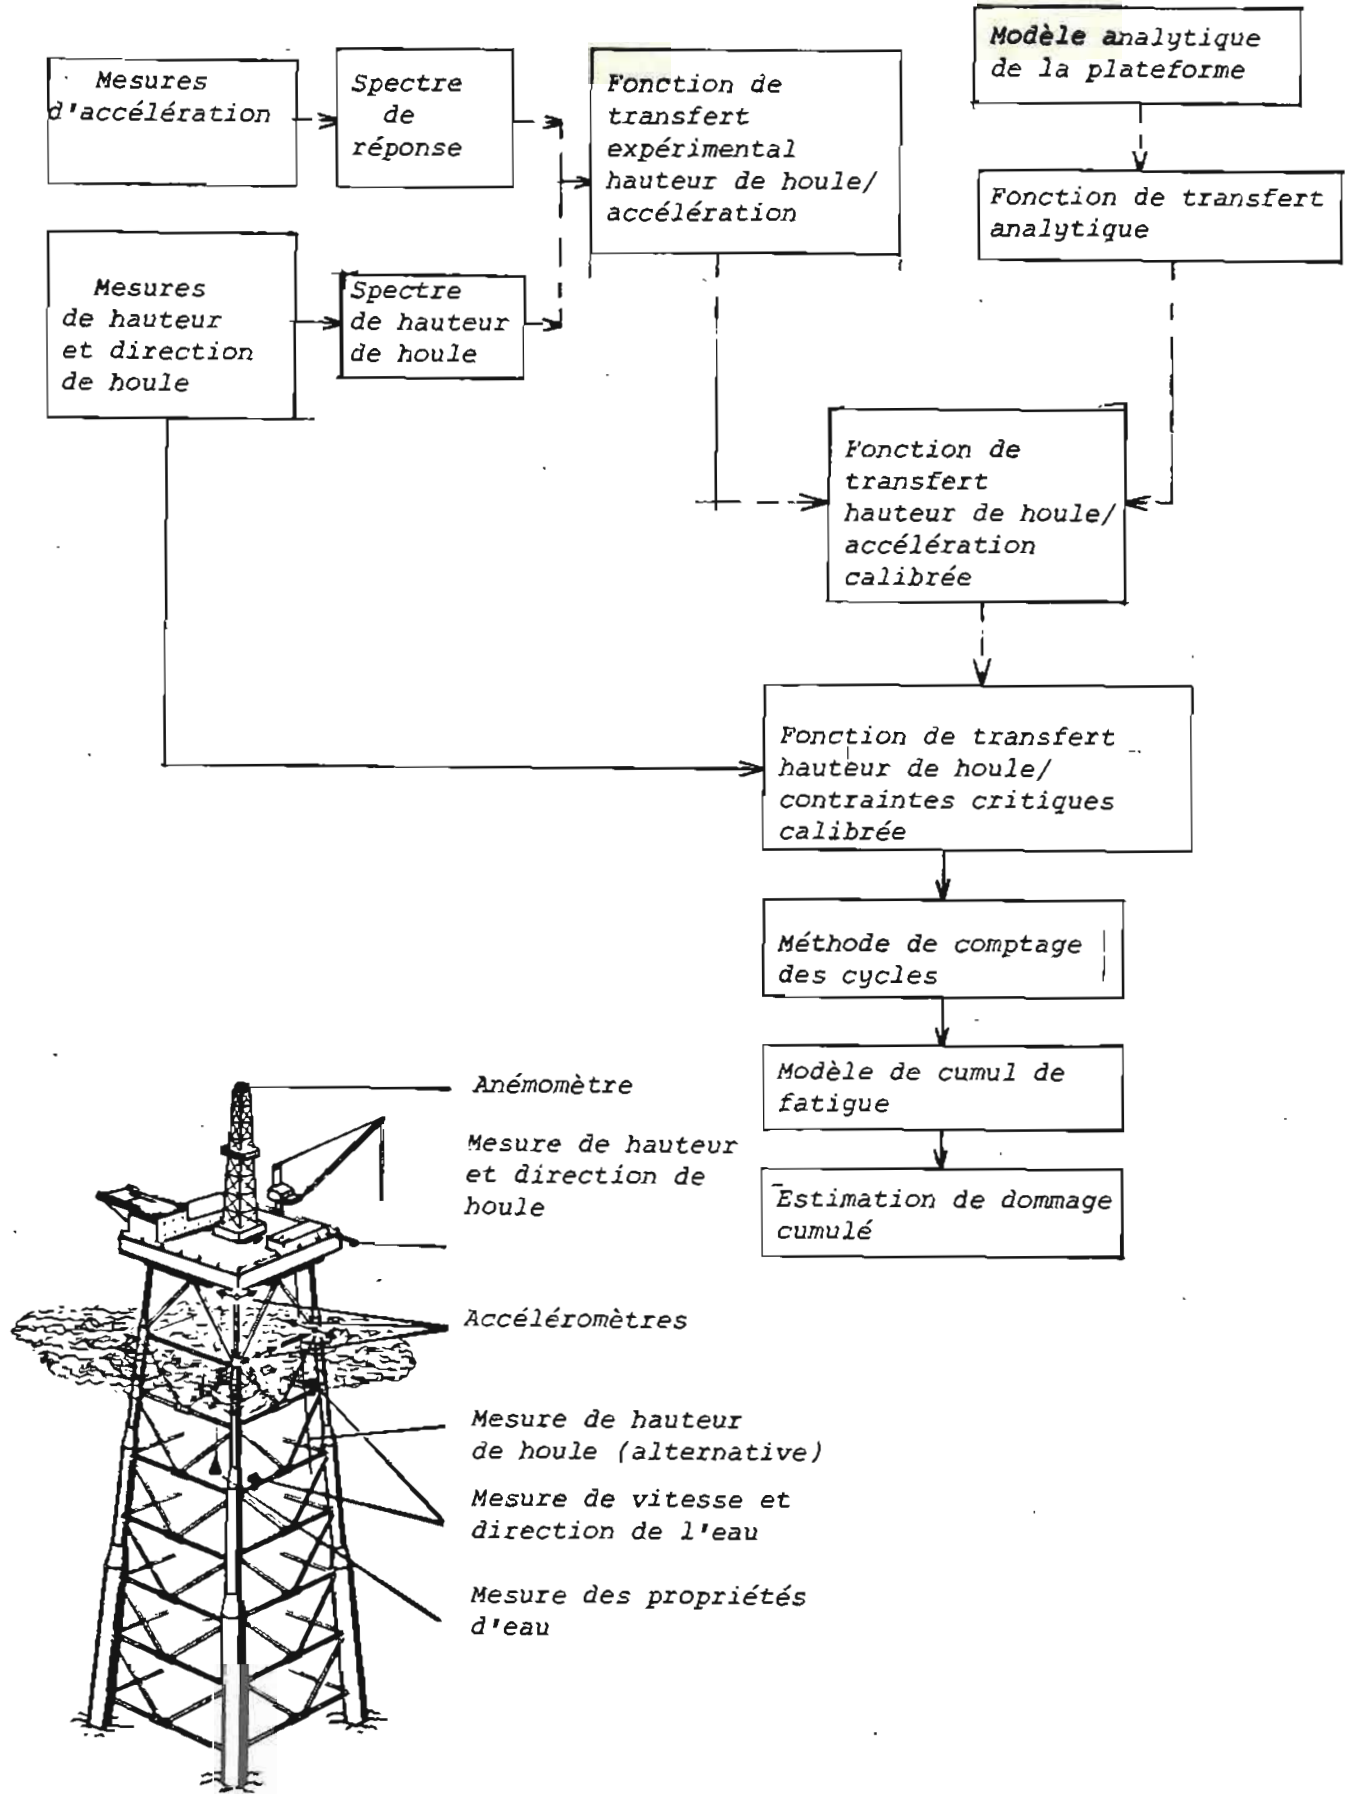 Mesures
d'accélération
Spectre
de
réponse
Fonction de
transfert
expérimental
hauteur de houle/
accélération
Modèle analytique
de la plateforme
Fonction de transfert
analytique
Mesures
de hauteur
et direction
de houle
Spectre
de hauteur
de houle
Fonction de
transfert
hauteur de houle/
accélération
calibrée
Fonction de transfert
hauteur de houle/
contraintes critiques
calibrée
Méthode de comptage
des cycles
Modèle de cumul de
fatigue
Estimation de dommage
cumulé
Anémomètre
Mesure de hauteur
et direction de
houle
Accéléromètres
Mesure de hauteur
de houle (alternative)
Mesure de vitesse et
direction de l'eau
Mesure des propriétés
d'eau